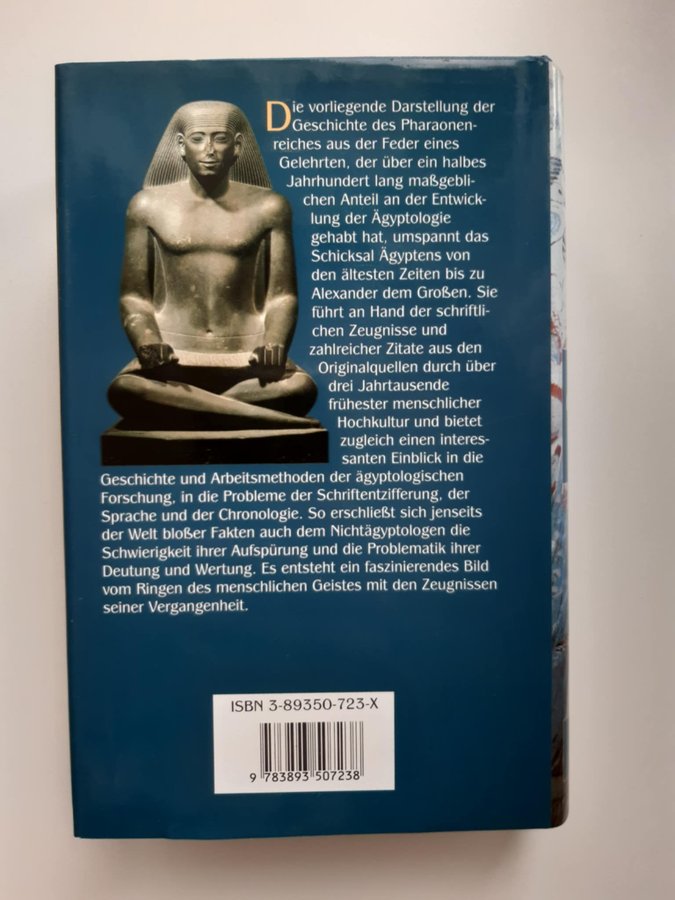 Die vorliegende Darstellung der
Geschichte des Pharaonen-
reiches aus der Feder eines
Gelehrten, der über ein halbes
Jahrhundert lang maßgebli-
chen Anteil an der Entwick-
lung der Ägyptologie
gehabt hat, umspannt das
Schicksal Ägyptens von
den ältesten Zeiten bis zu
Alexander dem Großen. Sie
führt an Hand der schriftli-
chen Zeugnisse und
zahlreicher Zitate aus den
Originalquellen durch über
drei Jahrtausende
frühester menschlicher
Hochkultur und bietet
zugleich einen interes-
santen Einblick in die
Geschichte und Arbeitsmethoden der ägyptologischen
Forschung, in die Probleme der Schriftentzifferung, der
Sprache und der Chronologie. So erschließt sich jenseits
der Welt bloßer Fakten auch dem Nichtägyptologen die
Schwierigkeit ihrer Aufspürung und die Problematik ihrer
Deutung und Wertung. Es entsteht ein faszinierendes Bild
vom Ringen des menschlichen Geistes mit den Zeugnissen
seiner Vergangenheit.
ISBN 3-89350-723-X
9 783893 507238